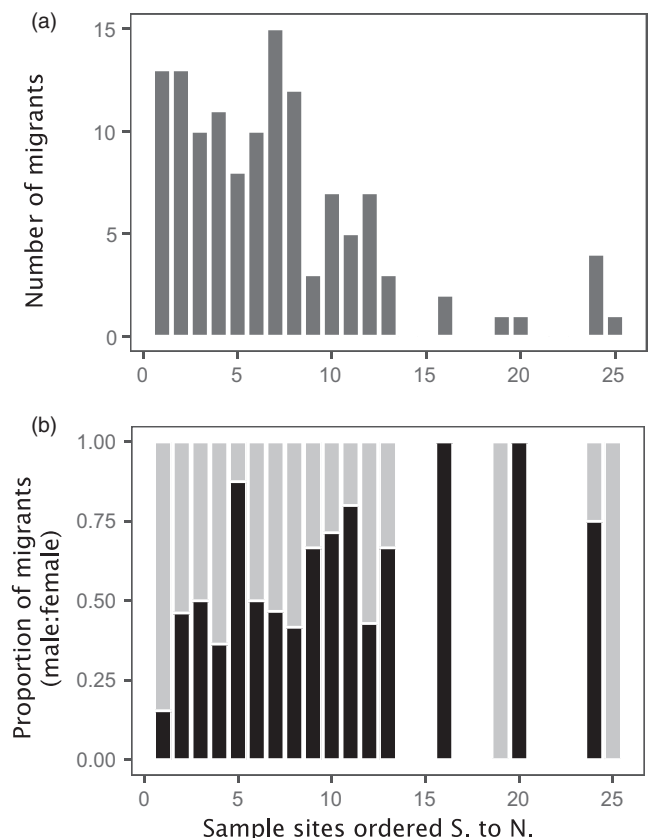 (a)
Number of migrants
15
10
5
0
0 5 10 15 20 25
(b)
Proportion of migrants
(male:female)
1.00
0.75
0.50
0.25
0.00
0 5 10 15 20 25
Sample sites ordered S. to N.